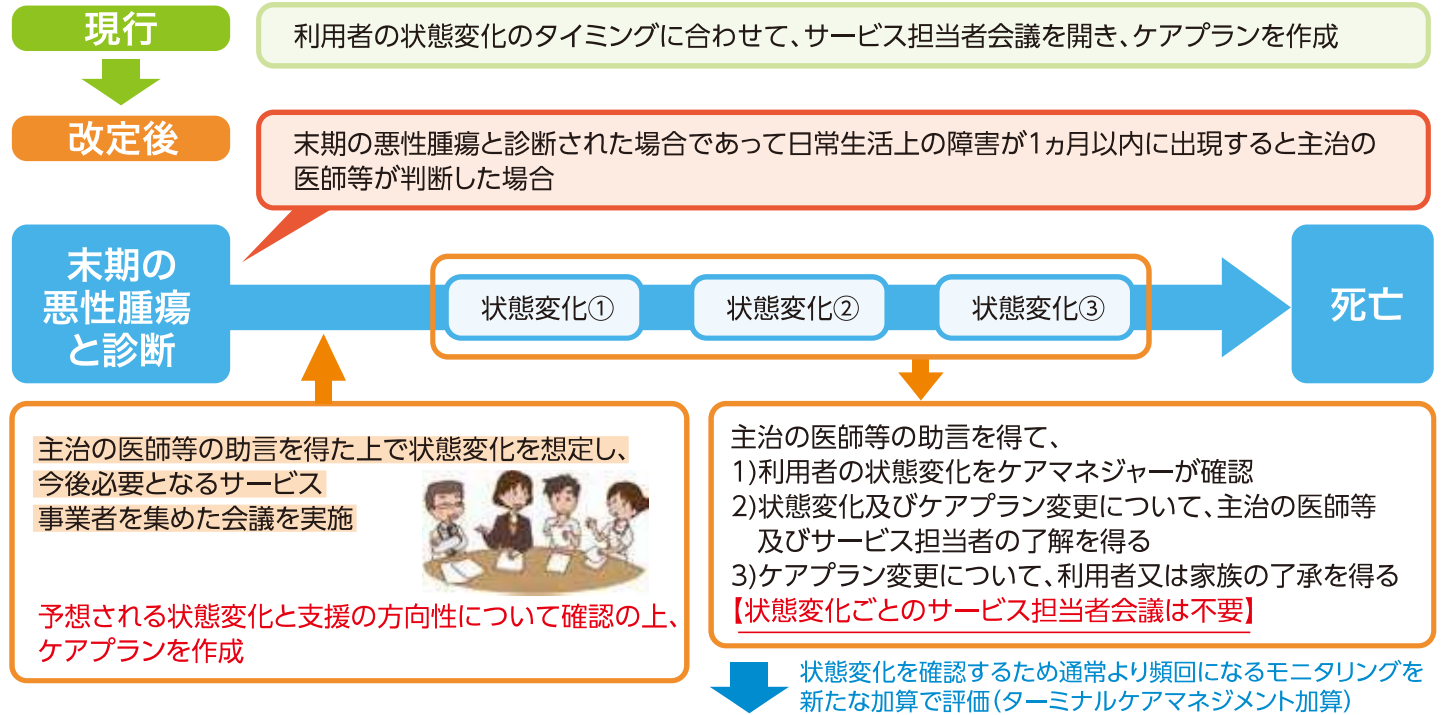 現行
利用者の状態変化のタイミングに合わせて、サービス担当者会議を開き、ケアプランを作成
改定後
末期の悪性腫瘍と診断された場合であって日常生活上の障害が1ヵ月以内に出現すると主治の
医師等が判断した場合
末期の
悪性腫瘍
と診断
状態変化①
状態変化②
状態変化③
死亡
主治の医師等の助言を得た上で状態変化を想定し、
今後必要となるサービス
事業者を集めた会議を実施
予想される状態変化と支援の方向性について確認の上、
ケアプランを作成
主治の医師等の助言を得て、
1)利用者の状態変化をケアマネジャーが確認
2)状態変化及びケアプラン変更について、主治の医師等
及びサービス担当者の了解を得る
3)ケアプラン変更について、利用者又は家族の了承を得る
【状態変化ごとのサービス担当者会議は不要】
状態変化を確認するため通常より頻回になるモニタリングを
新たな加算で評価(ターミナルケアマネジメント加算)